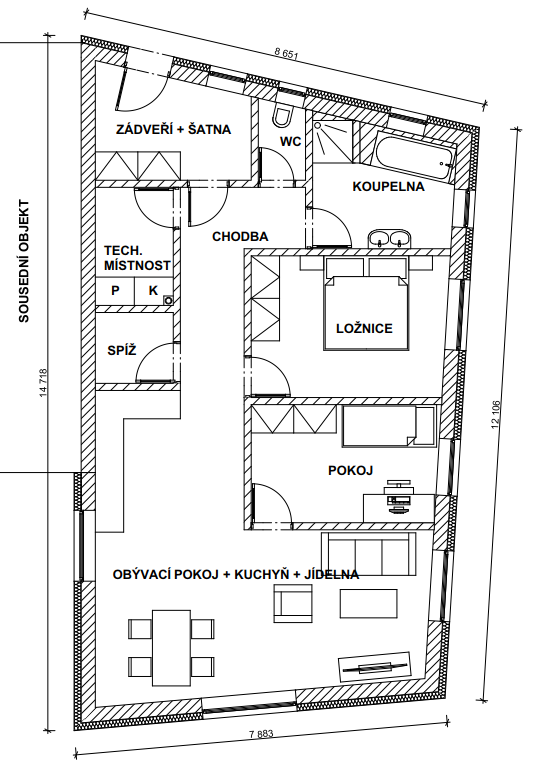 8 651
ZÁDVEŘÍ + ŠATNA
WC
KOUPELNA
SOUSEDNÍ OBJEKT
CHODBA
TECH.
MÍSTNOST
P
K
LOŽNICE
SPÍŽ
14 718
12 106
POKOJ
OBÝVACÍ POKOJ + KUCHYŇ + JÍDELNA
7 883